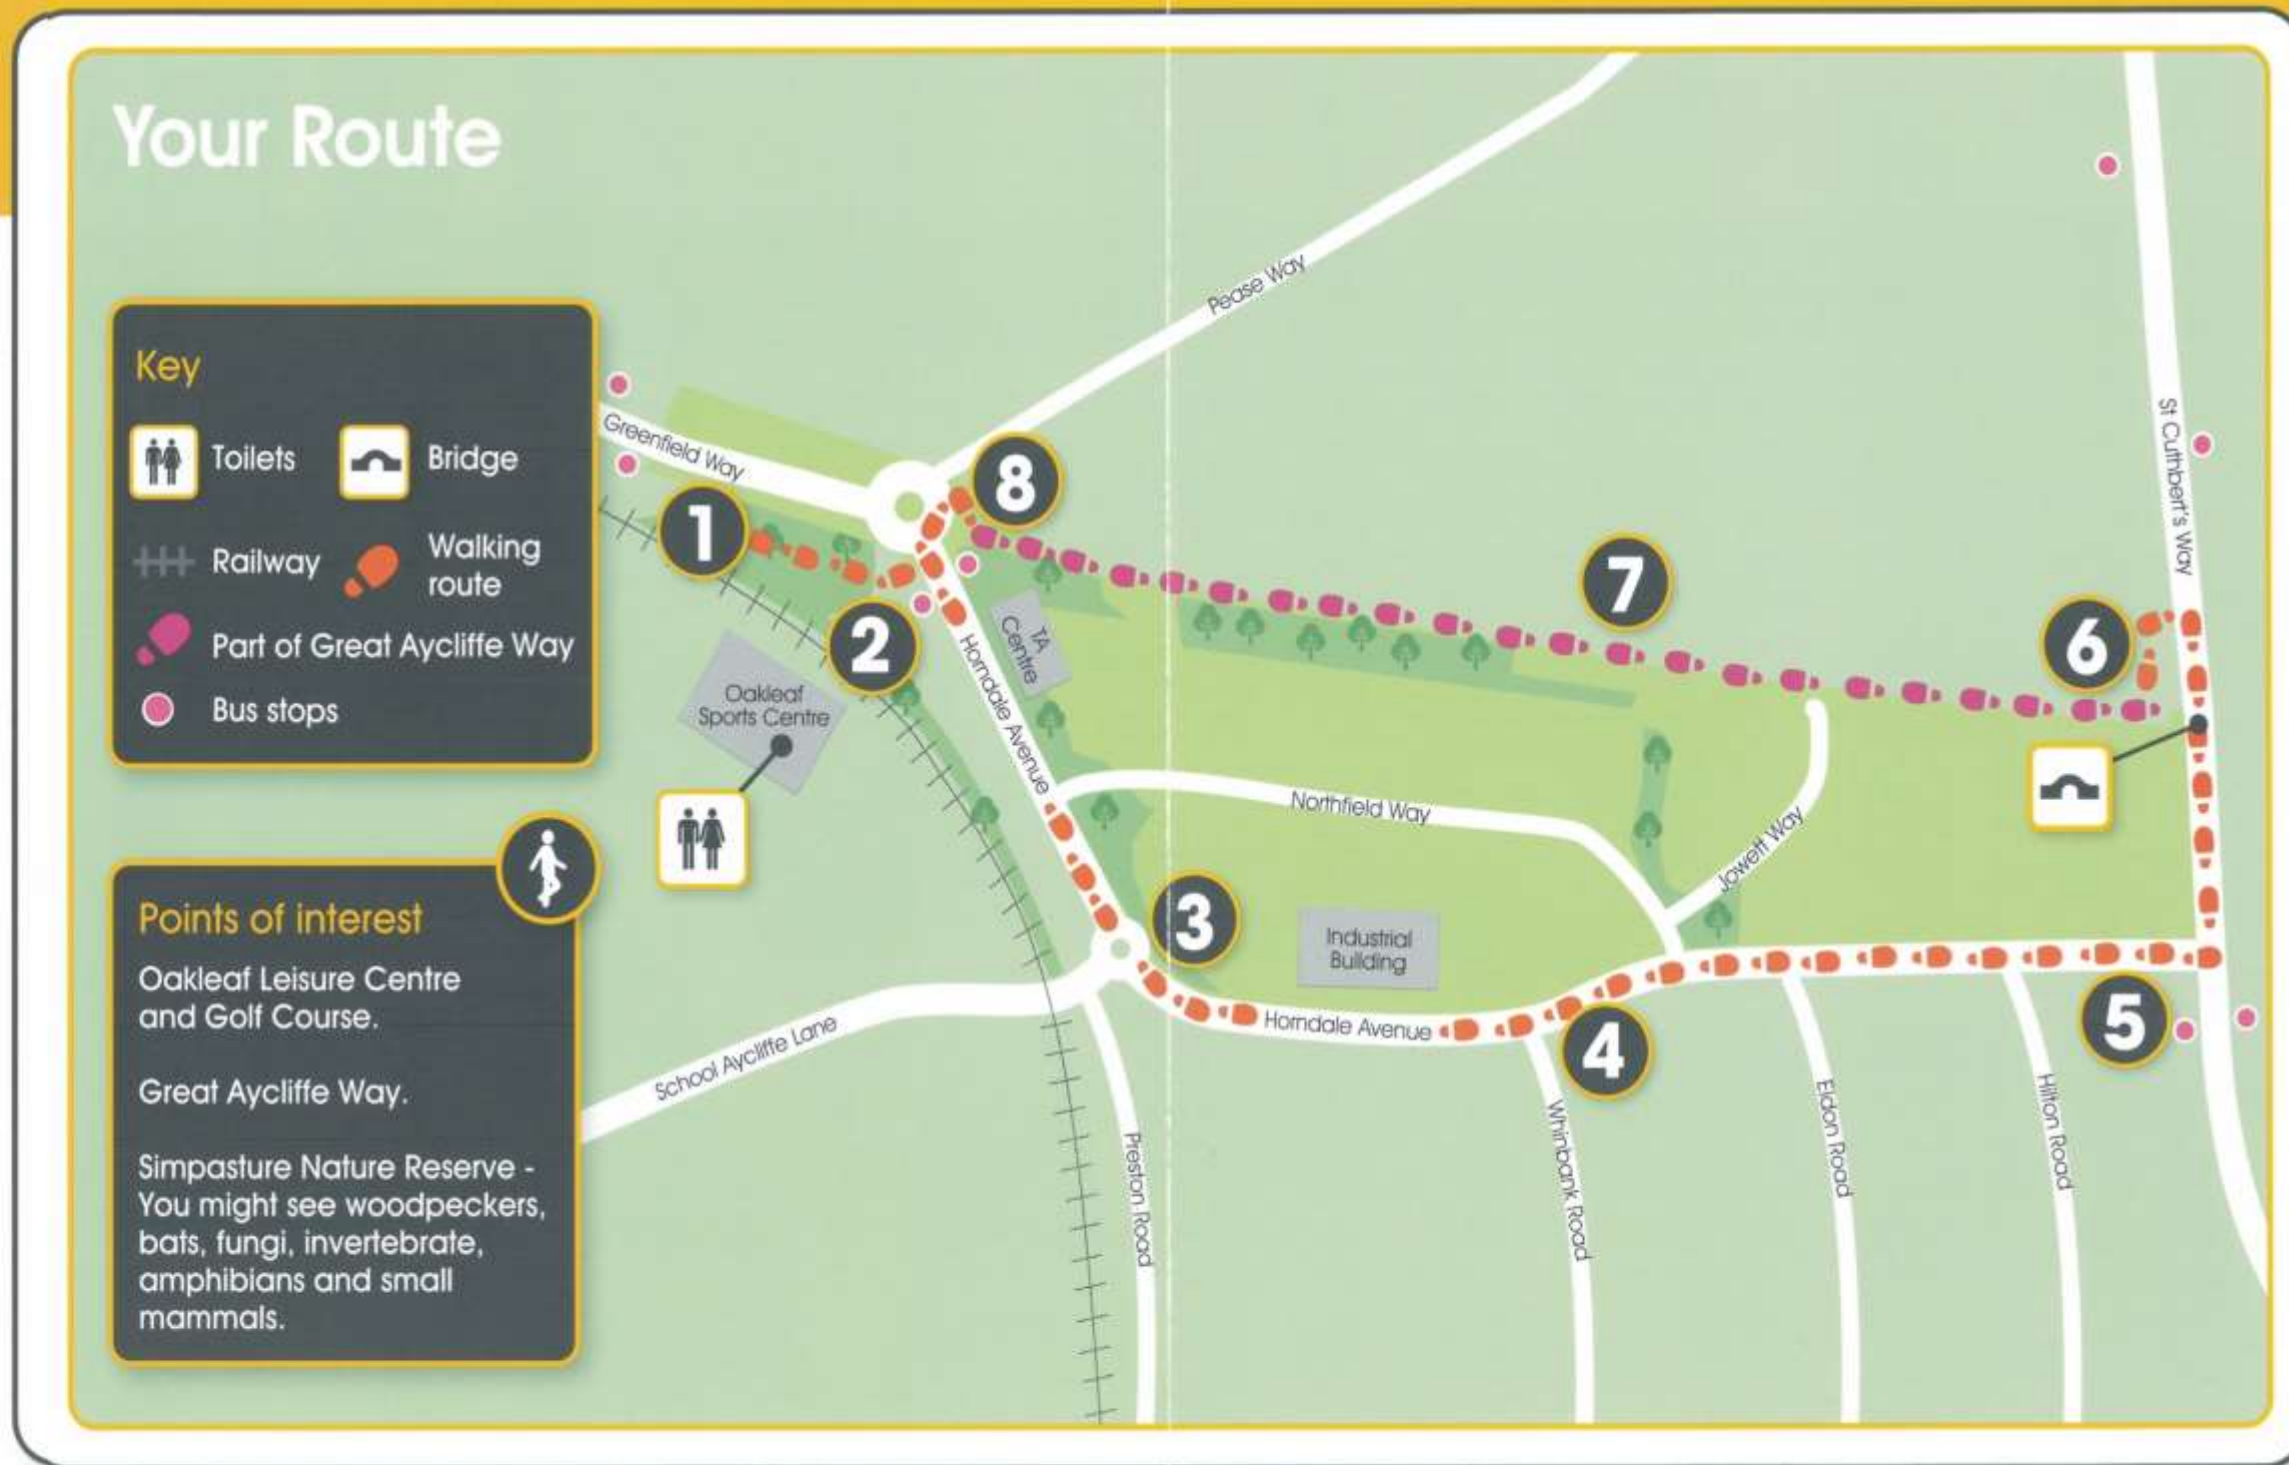 Your Route
Key
Toilets
Bridge
Railway
Walking
route
Part of Great Aycliffe Way
Bus stops
Points of interest
Oakleaf Leisure Centre
and Golf Course.
Great Aycliffe Way.
Simpasture Nature Reserve -
You might see woodpeckers,
bats, fungi, invertebrate,
amphibians and small
mammals.
Pease Way
Greenfield Way
St Cuthbert's Way
1
2
3
4
5
6
7
8
TA
Centre
Oakleaf
Sports Centre
Horndale Avenue
Northfield Way
Jowett Way
Industrial
Building
Horndale Avenue
School Aycliffe Lane
Preston Road
Whinbank Road
Eldon Road
Hilton Road